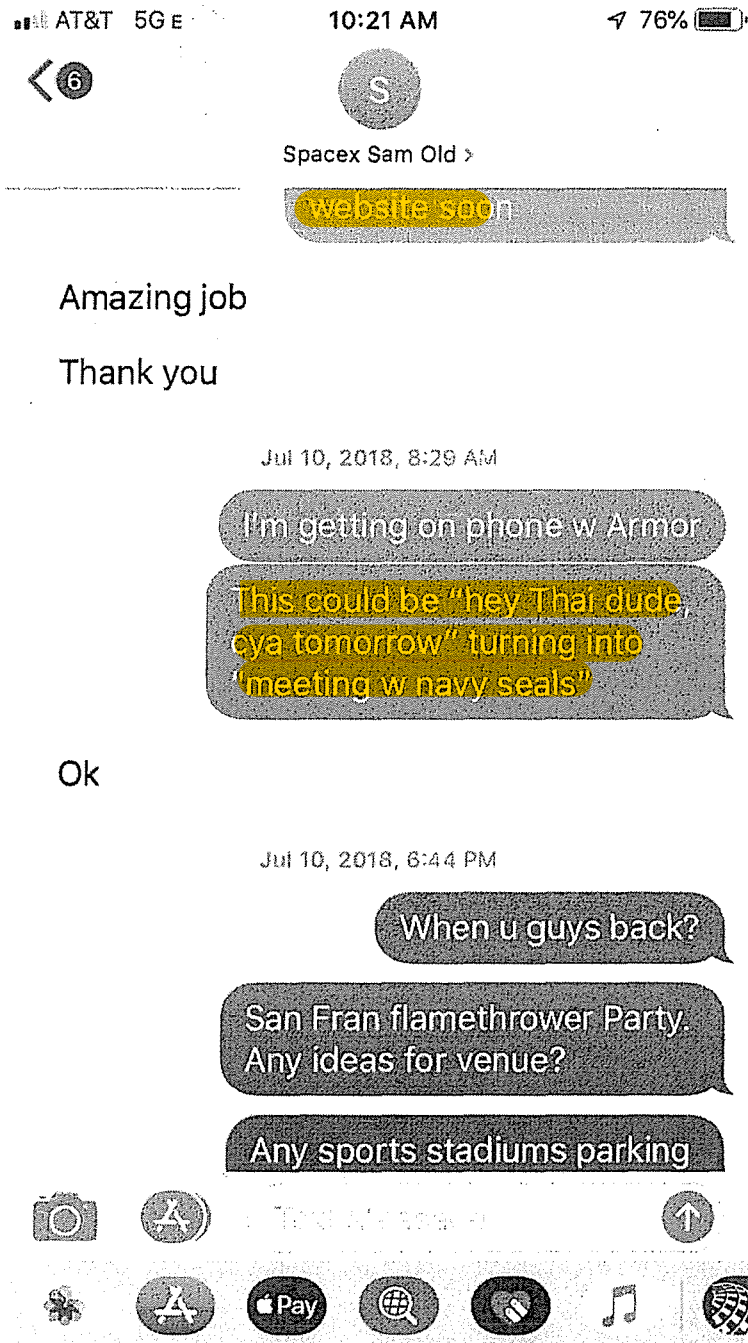 AT&T 5G E 10:21 AM 76%
6
S
Spacex Sam Old >
website soon
Amazing job
Thank you
Jul 10, 2018, 8:29 AM
I'm getting on phone w Armor
This could be "hey Thai dude,
cya tomorrow" turning into
"meeting w navy seals"
Ok
Jul 10, 2018, 6:44 PM
When u guys back?
San Fran flamethrower Party.
Any ideas for venue?
Any sports stadiums parking
Text Message
Pay